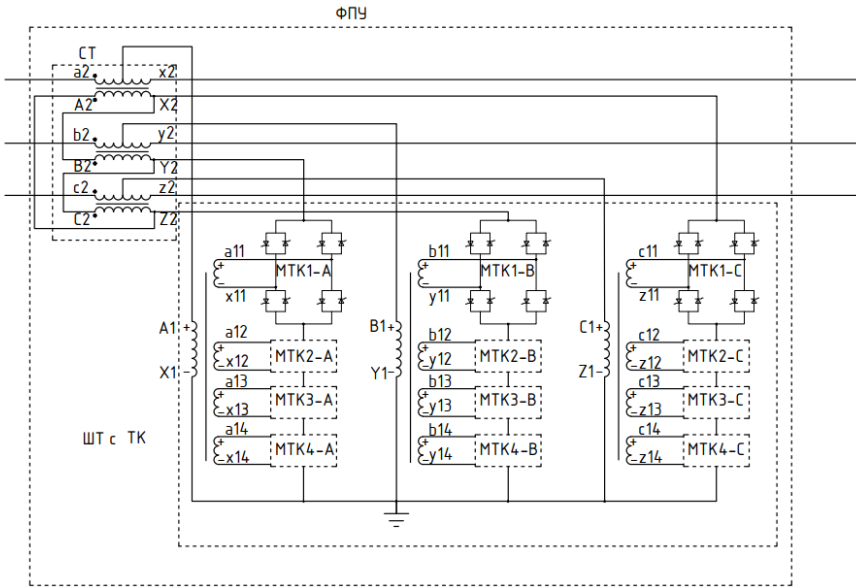 ФПУ
СТ
a2 x2
A2 X2
b2 y2
B2 Y2
c2 z2
C2 Z2
a11 b11 c11
МТК1-А МТК1-В МТК1-С
x11 y11 z11
A1 + B1+ C1+
a12 b12 c12
x12 МТК2-А y12 МТК2-В z12 МТК2-С
X1- Y1- Z1-
a13 b13 c13
x13 МТК3-А y13 МТК3-В z13 МТК3-С
a14 b14 c14
ШТ с ТК
x14 МТК4-А y14 МТК4-В z14 МТК4-С